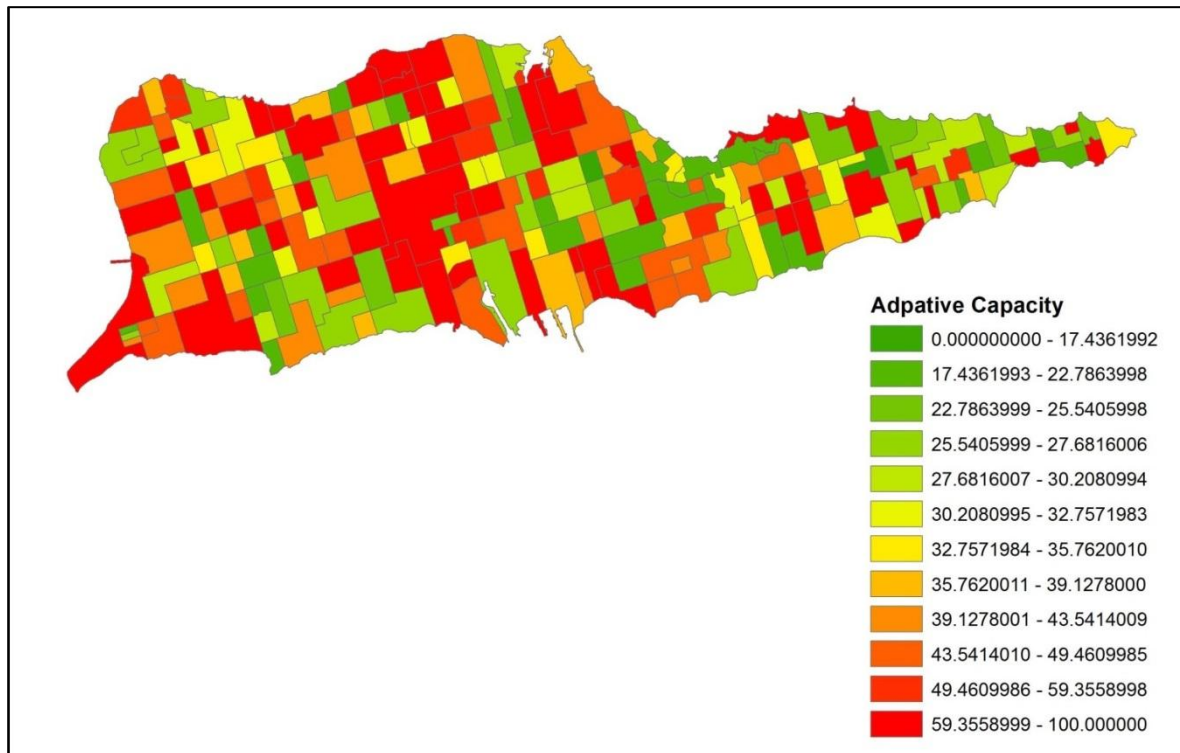 Adpative Capacity
0.000000000 - 17.4361992
17.4361993 - 22.7863998
22.7863999 - 25.5405998
25.5405999 - 27.6816006
27.6816007 - 30.2080994
30.2080995 - 32.7571983
32.7571984 - 35.7620010
35.7620011 - 39.1278000
39.1278001 - 43.5414009
43.5414010 - 49.4609985
49.4609986 - 59.3558998
59.3558999 - 100.000000